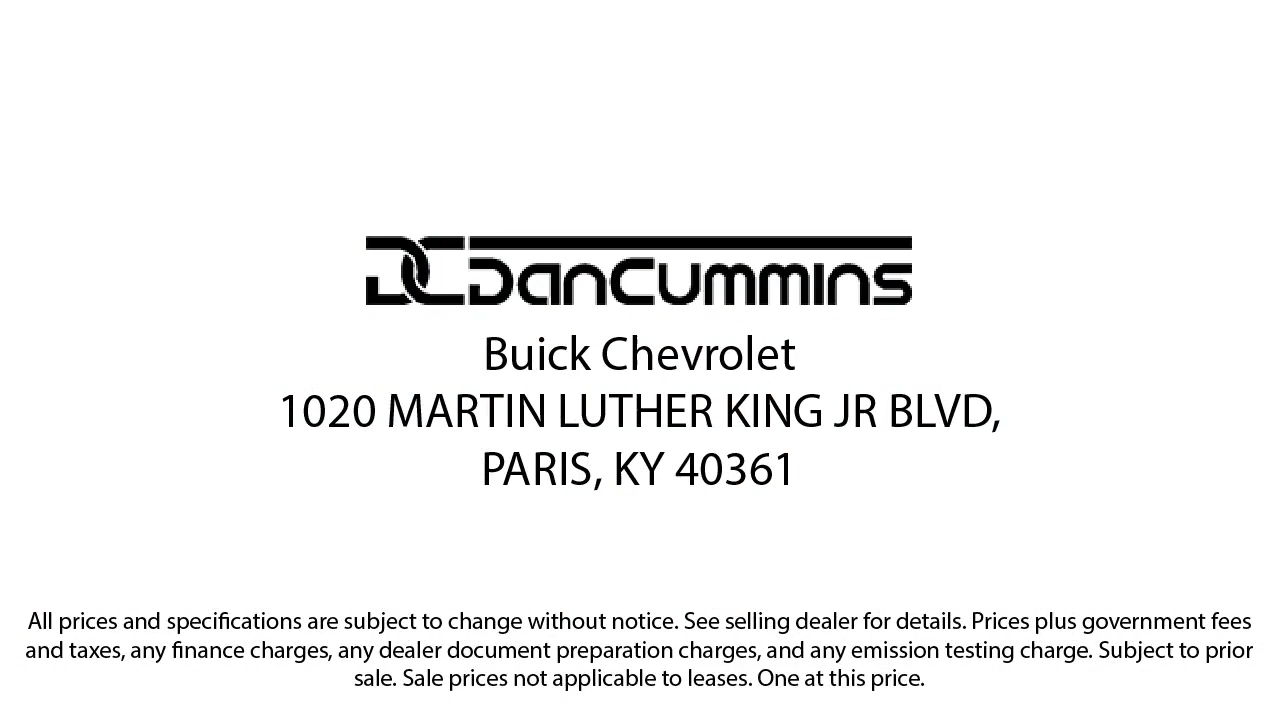 DC DanCummins
Buick Chevrolet
1020 MARTIN LUTHER KING JR BLVD,
PARIS, KY 40361
All prices and specifications are subject to change without notice. See selling dealer for details. Prices plus government fees
and taxes, any finance charges, any dealer document preparation charges, and any emission testing charge. Subject to prior
sale. Sale prices not applicable to leases. One at this price.